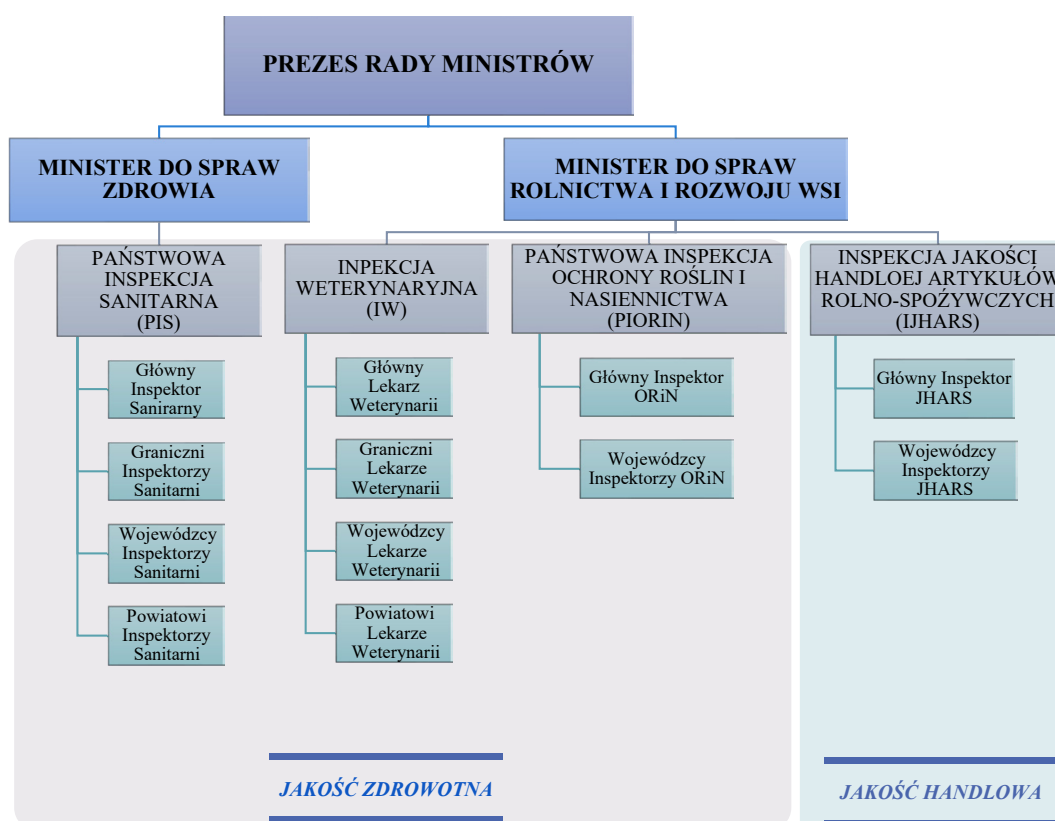 PREZES RADY MINISTRÓW
MINISTER DO SPRAW
ZDROWIA
MINISTER DO SPRAW
ROLNICTWA I ROZWOJU WSI
PAŃSTWOWA
INSPEKCJA
SANITARNA
(PIS)
Główny
Inspektor
Sanirarny
Graniczni
Inspektorzy
Sanitarni
Wojewódzcy
Inspektorzy
Sanitarni
Powiatowi
Inspektorzy
Sanitarni
INPEKCJA
WETERYNARYJNA
(IW)
Główny
Lekarz
Weterynarii
Graniczni
Lekarze
Weterynarii
Wojewódzcy
Lekarze
Weterynarii
Powiatowi
Lekarze
Weterynarii
PAŃSTWOWA INSPEKCJA
OCHRONY ROŚLIN I
NASIENNICTWA
(PIORIN)
Główny Inspektor
ORiN
Wojewódzcy
Inspektorzy ORiN
INSPEKCJA JAKOŚCI
HANDLOEJ ARTYKUŁÓW
ROLNO-SPOŻYWCZYCH
(IJHARS)
Główny Inspektor
JHARS
Wojewódzcy
Inspektorzy
JHARS
JAKOŚĆ ZDROWOTNA
JAKOŚĆ HANDLOWA